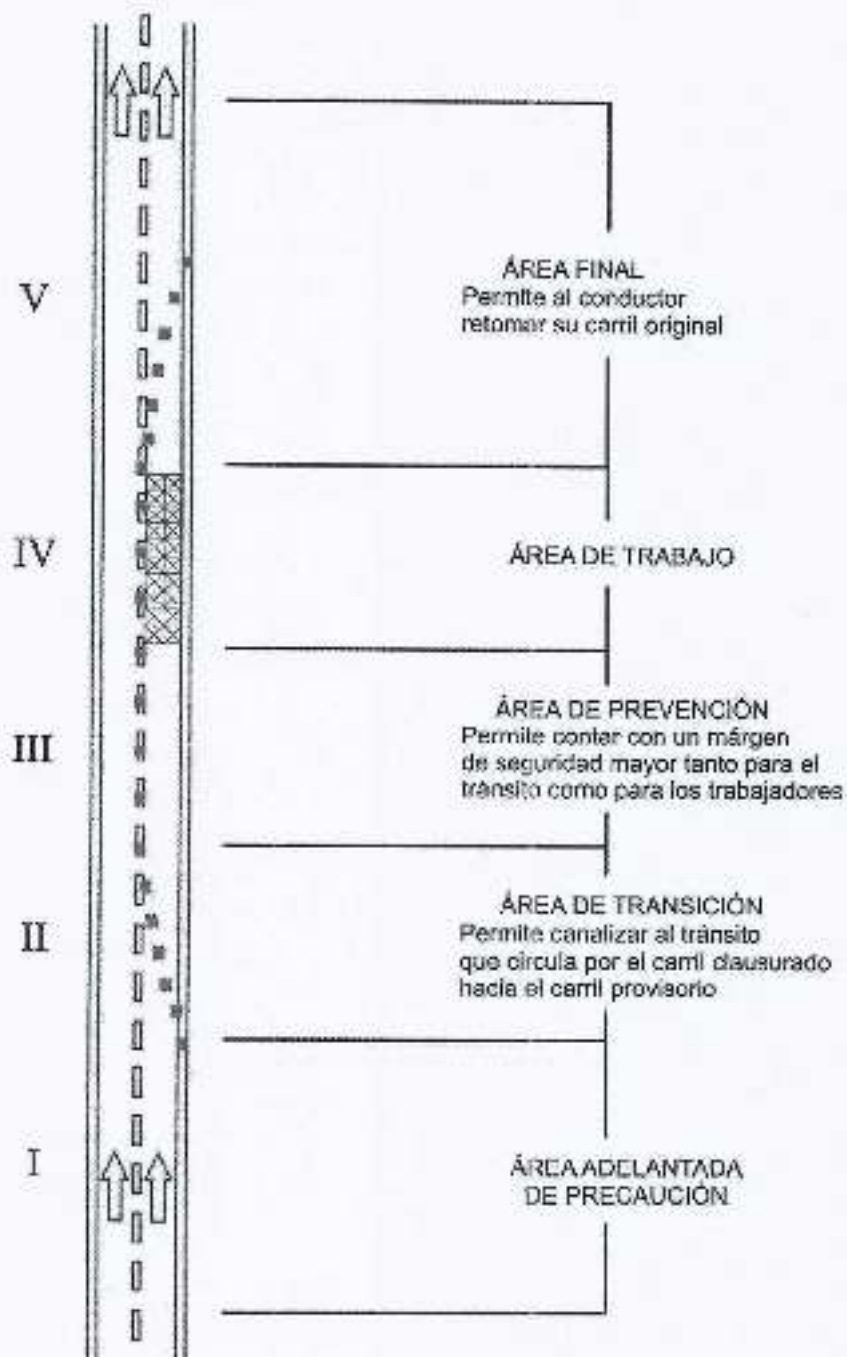 V
ÁREA FINAL
Permite al conductor
retomar su carril original
IV
ÁREA DE TRABAJO
III
ÁREA DE PREVENCIÓN
Permite contar con un márgen
de seguridad mayor tanto para el
tránsito como para los trabajadores
II
ÁREA DE TRANSICIÓN
Permite canalizar al tránsito
que circula por el carril clausurado
hacia el carril provisorio
I
ÁREA ADELANTADA
DE PRECAUCIÓN